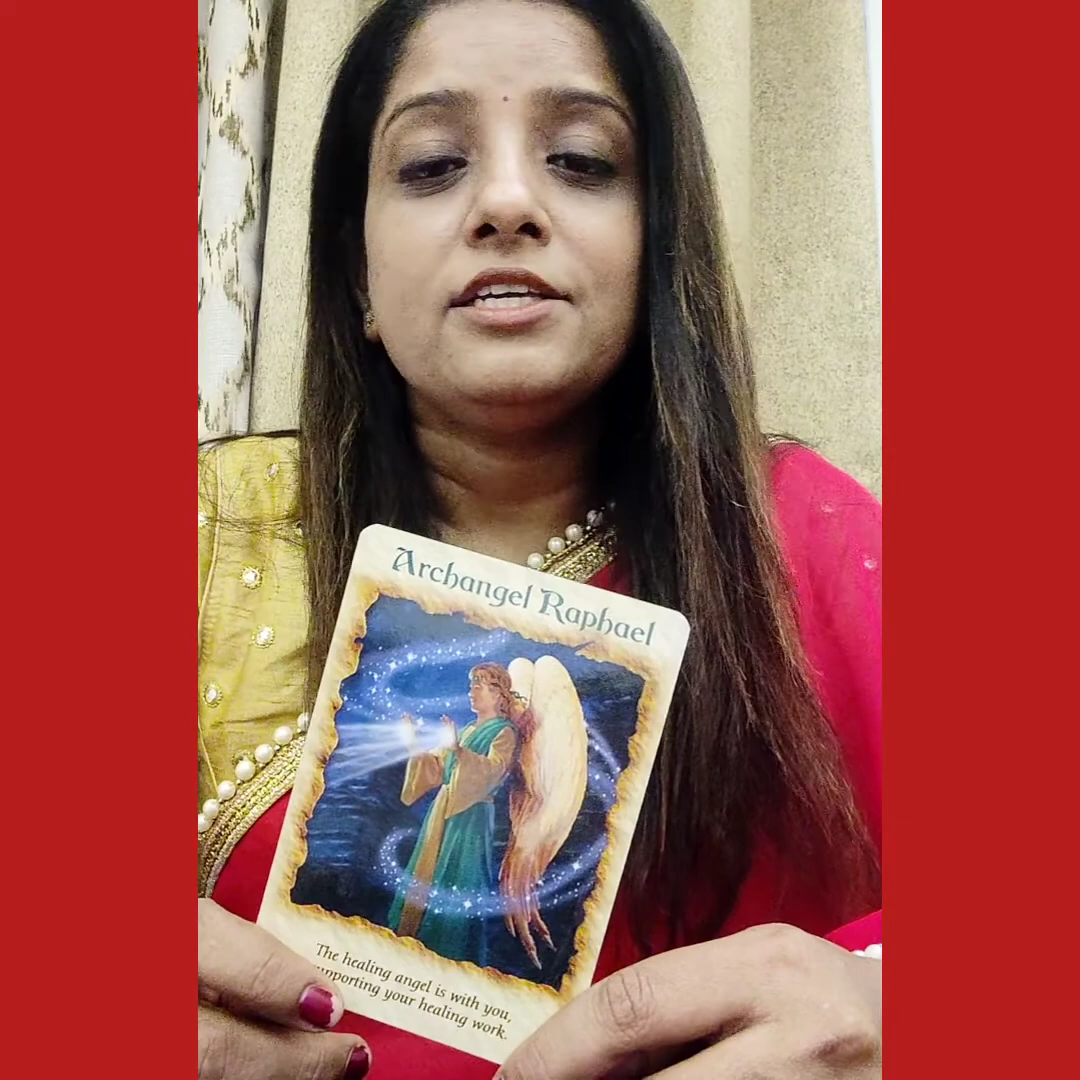 Archangel Raphael
The healing angel is with you,
supporting your healing work.